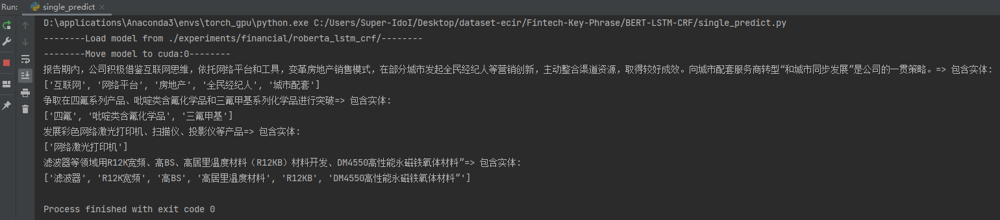 Run: single_predict
D:\applications\Anaconda3\envs\torch_gpu\python.exe C:/Users/Super-IdoI/Desktop/dataset-ecir/Fintech-Key-Phrase/BERT-LSTM-CRF/single_predict.py
--------Load model from ./experiments/financial/roberta_lstm_crf/--------
--------Move model to cuda:0--------
报告期内，公司积极借鉴互联网思维，依托网络平台和工具，变革房地产销售模式，在部分城市发起全民经纪人等营销创新，主动整合渠道资源，取得较好成效。向城市配套服务商转型“和城市同步发展”是公司的一贯策略。=> 包含实体:
['互联网', '网络平台', '房地产', '全民经纪人', '城市配套']
争取在四氟系列产品、吡啶类含氟化学品和三氟甲基系列化学品进行突破=> 包含实体:
['四氟', '吡啶类含氟化学品', '三氟甲基']
发展彩色网络激光打印机、扫描仪、投影仪等产品=> 包含实体:
['网络激光打印机']
滤波器等领域用R12K宽频、高BS、高居里温度材料（R12KB）材料开发、DM4550高性能永磁铁氧体材料”=> 包含实体:
['滤波器', 'R12K宽频', '高BS', '高居里温度材料', 'R12KB', 'DM4550高性能永磁铁氧体材料”']
Process finished with exit code 0